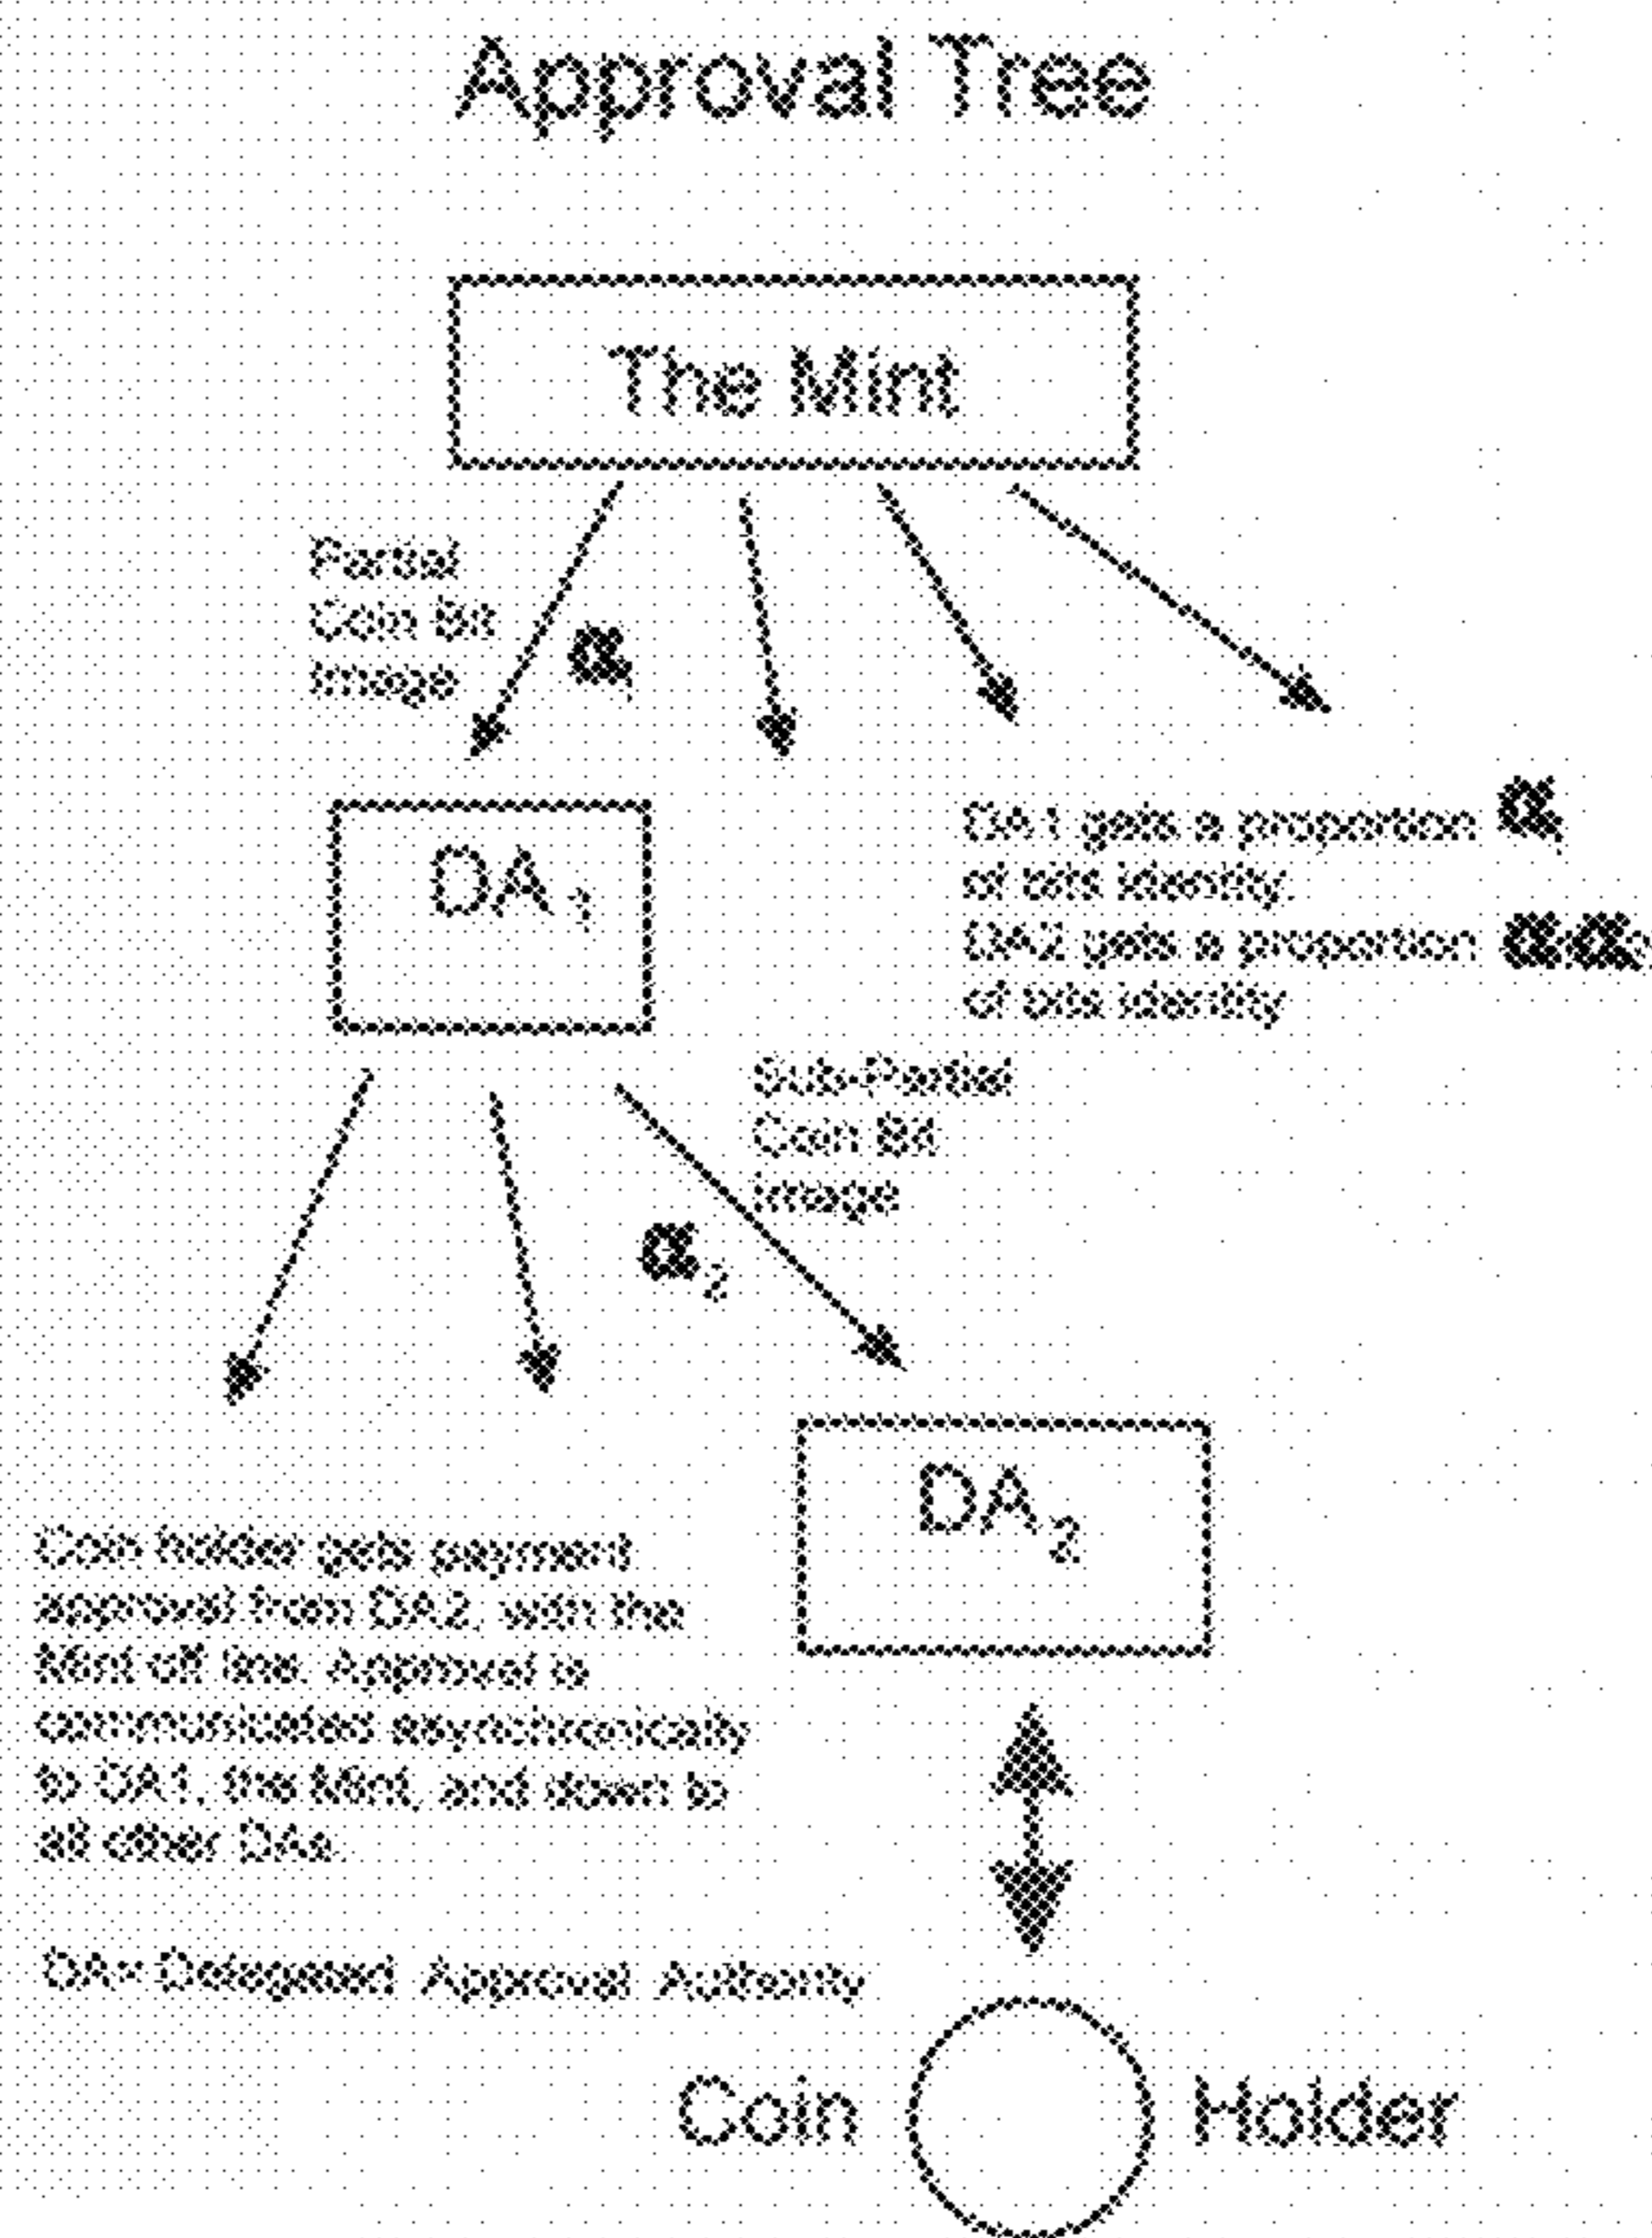 Approval Tree
The Mint
Partial
Coin Bit
Image
α₁
DA₁
DA1 gets a proportion α₁
of bits identity.
DA2 gets a proportion αα
of bits identity
Sub-Partial
Coin Bit
Image
α₂
DA₂
Coin holder gets payment
approval from DA2, with the
Mint off line. Approval is
communicated asynchronically
to DA1, the Mint, and down to
all other DAs.
DA= Delegated Approval Authority
Coin Holder